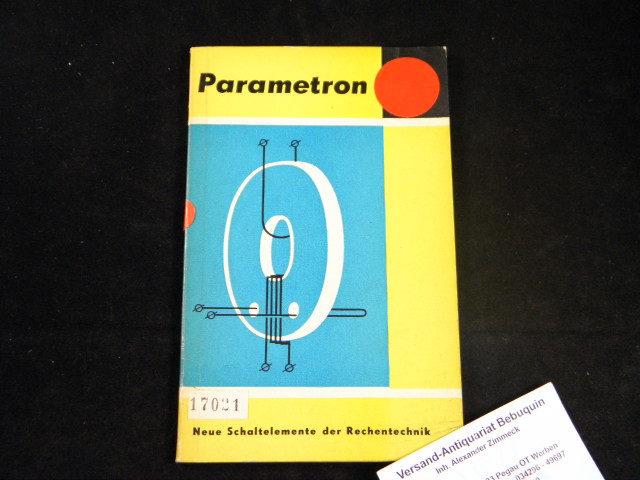 Parametron
17021
Neue Schaltelemente der Rechentechnik
Versand-Antiquariat Bebuquin
Inh. Alexander Zimmeck
Pegau OT Werben
034296 - 49697